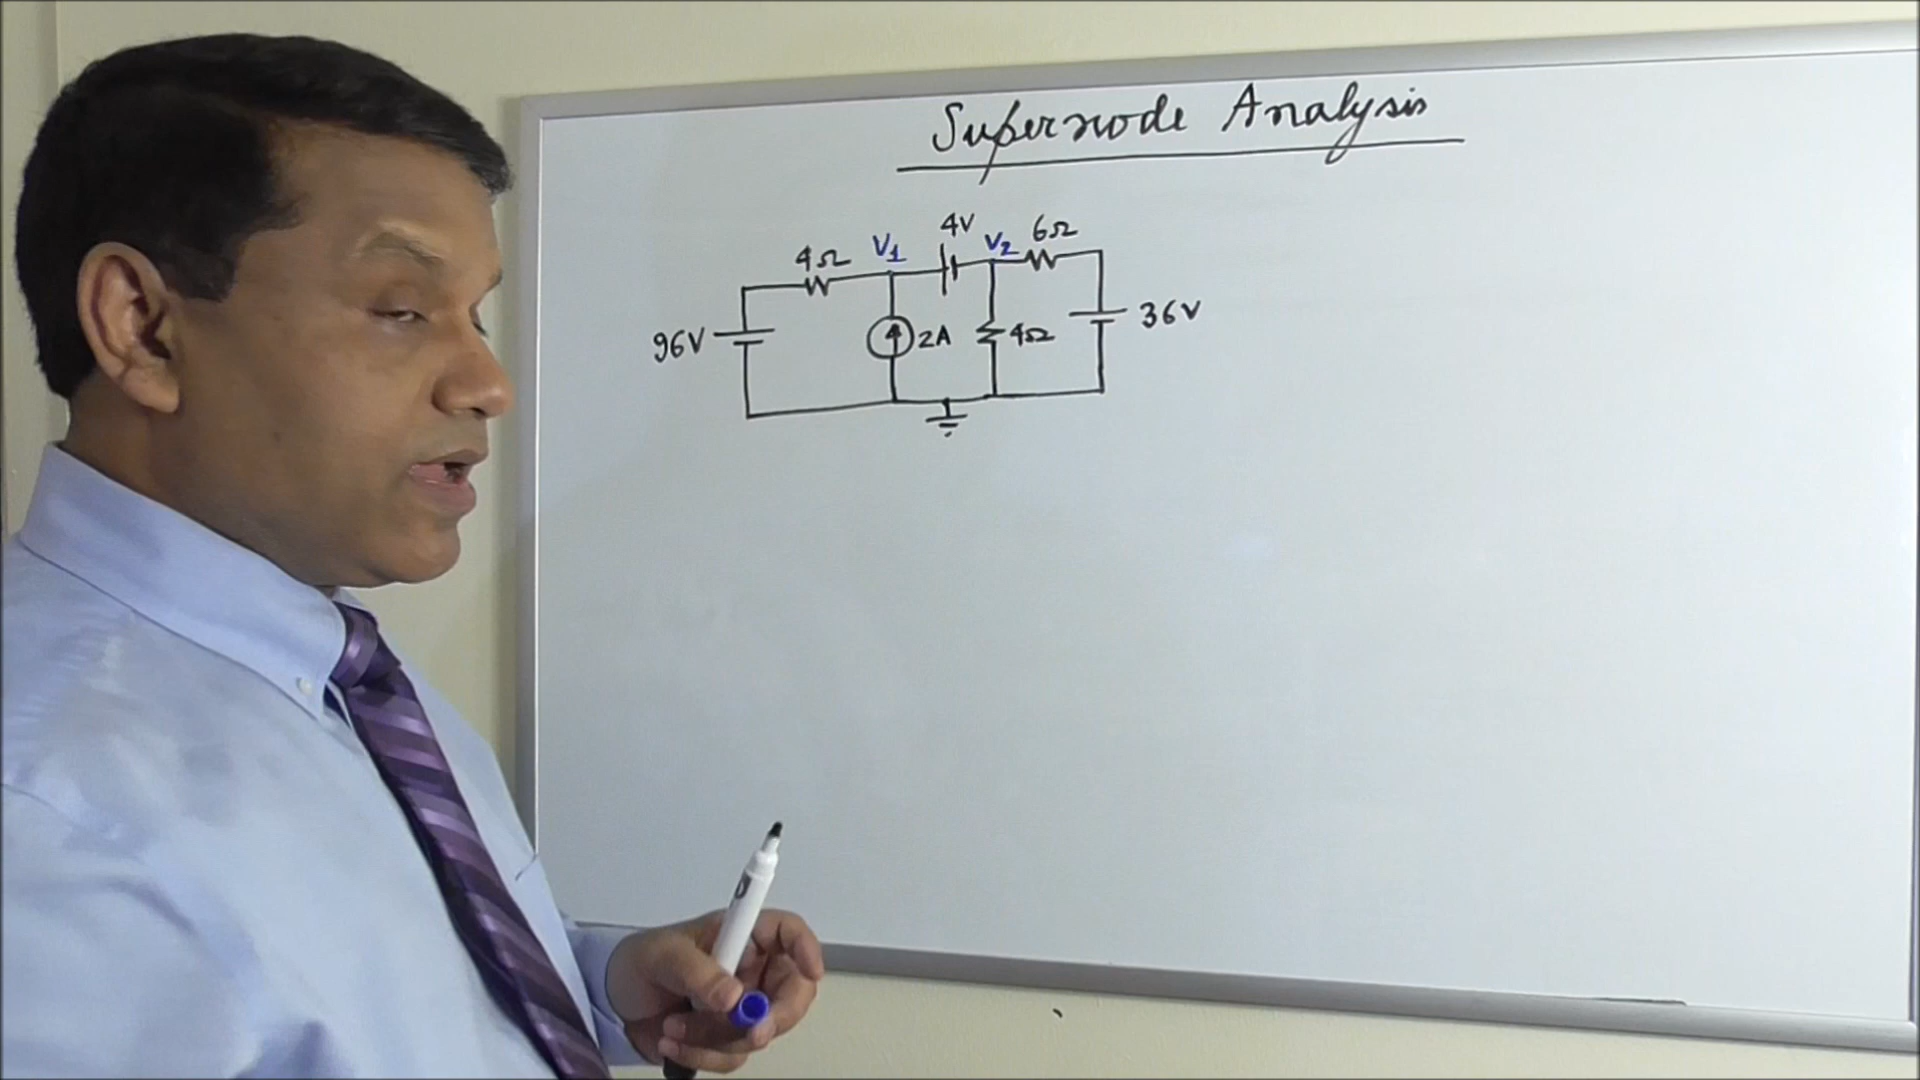 Supernode Analysis
4V
4Ω V1 V2 6Ω
96V 2A 4Ω 36V